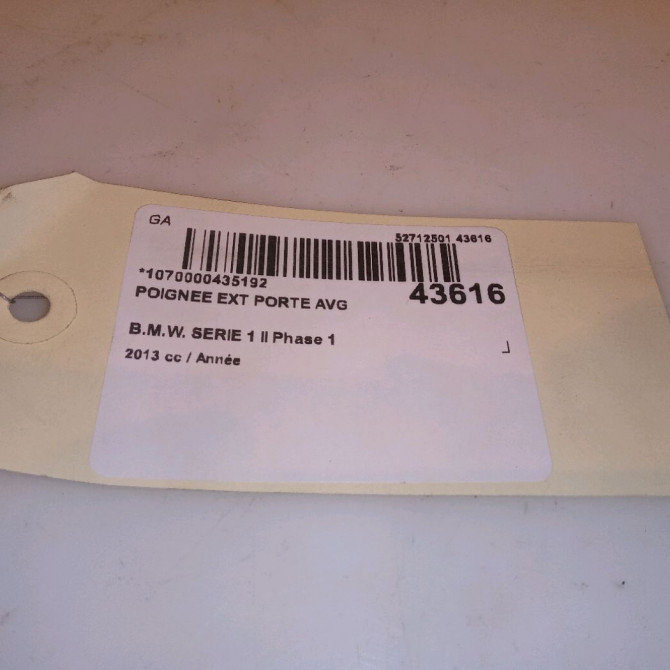 GA
52712501 43616
*1070000435192
43616
POIGNEE EXT PORTE AVG
B.M.W. SERIE 1 II Phase 1
2013 cc / Année